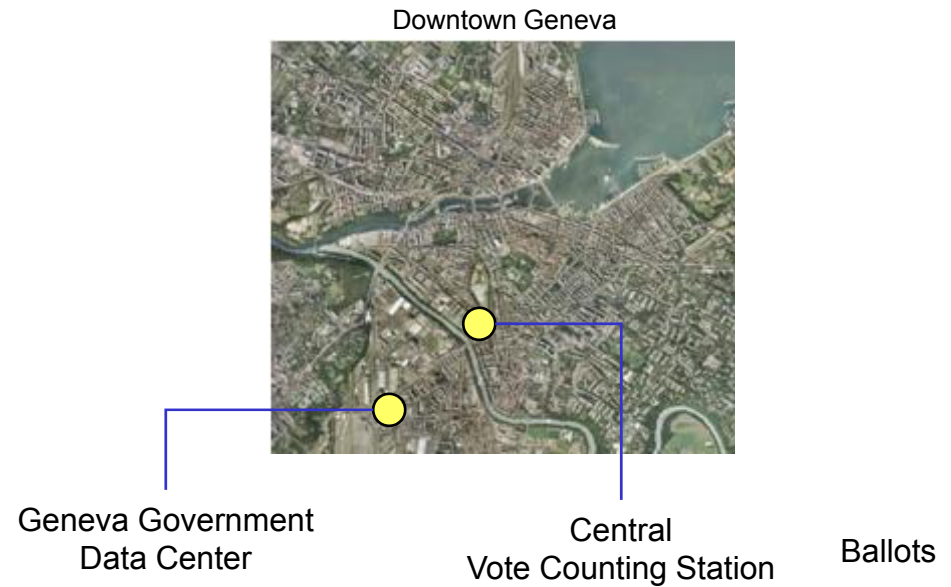 Downtown Geneva
Geneva Government
Data Center
Central
Vote Counting Station
Ballots